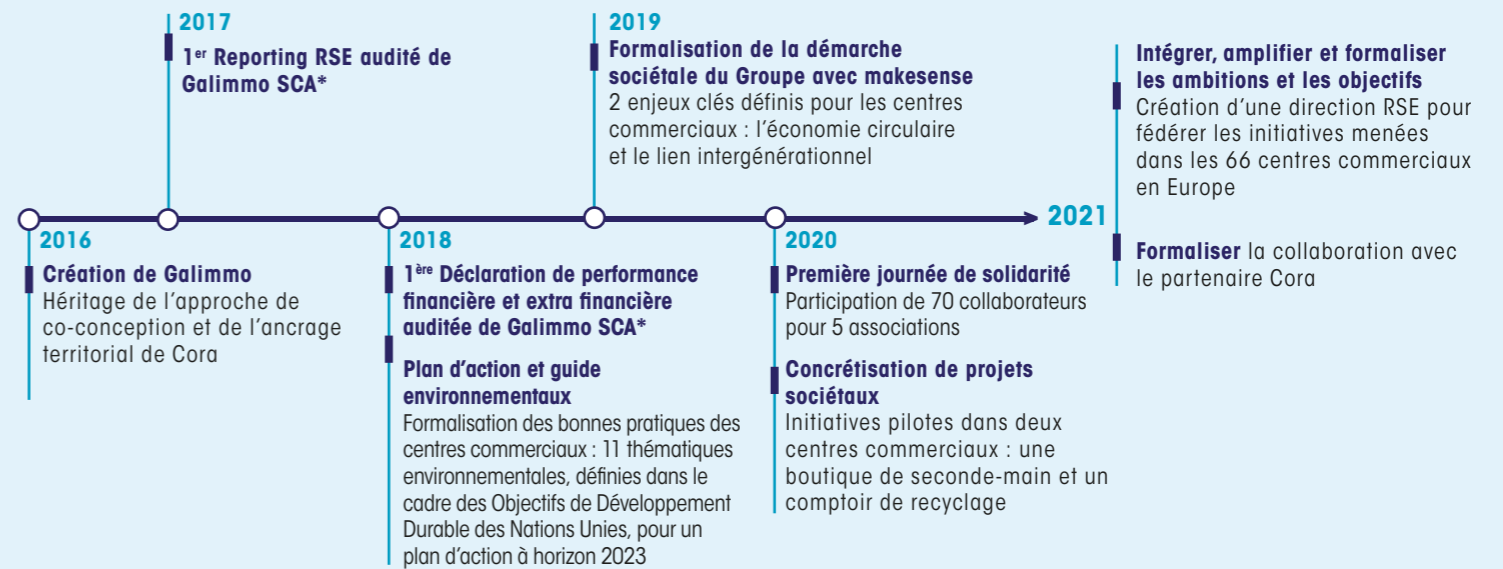 2016
Création de Galimmo
Héritage de l'approche de
co-conception et de l'ancrage
territorial de Cora
2017
1er Reporting RSE audité de
Galimmo SCA*
2018
1ère Déclaration de performance
financière et extra financière
auditée de Galimmo SCA*
Plan d'action et guide
environnementaux
Formalisation des bonnes pratiques des
centres commerciaux : 11 thématiques
environnementales, définies dans le
cadre des Objectifs de Développement
Durable des Nations Unies, pour un
plan d'action à horizon 2023
2019
Formalisation de la démarche
sociétale du Groupe avec makesense
2 enjeux clés définis pour les centres
commerciaux : l'économie circulaire
et le lien intergénérationnel
2020
Première journée de solidarité
Participation de 70 collaborateurs
pour 5 associations
Concrétisation de projets
sociétaux
Initiatives pilotes dans deux
centres commerciaux : une
boutique de seconde-main et un
comptoir de recyclage
2021
Intégrer, amplifier et formaliser
les ambitions et les objectifs
Création d'une direction RSE pour
fédérer les initiatives menées
dans les 66 centres commerciaux
en Europe
Formaliser la collaboration avec
le partenaire Cora